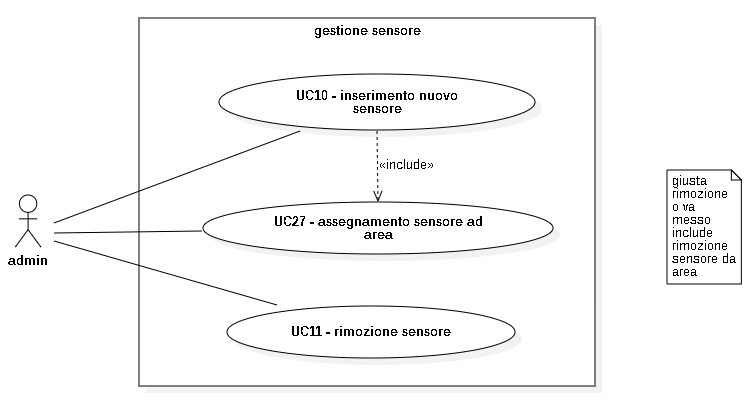 gestione sensore
UC10 - inserimento nuovo
sensore
«include»
UC27 - assegnamento sensore ad
area
UC11 - rimozione sensore
admin
giusta
rimozione
o va
messo
include
rimozione
sensore da
area